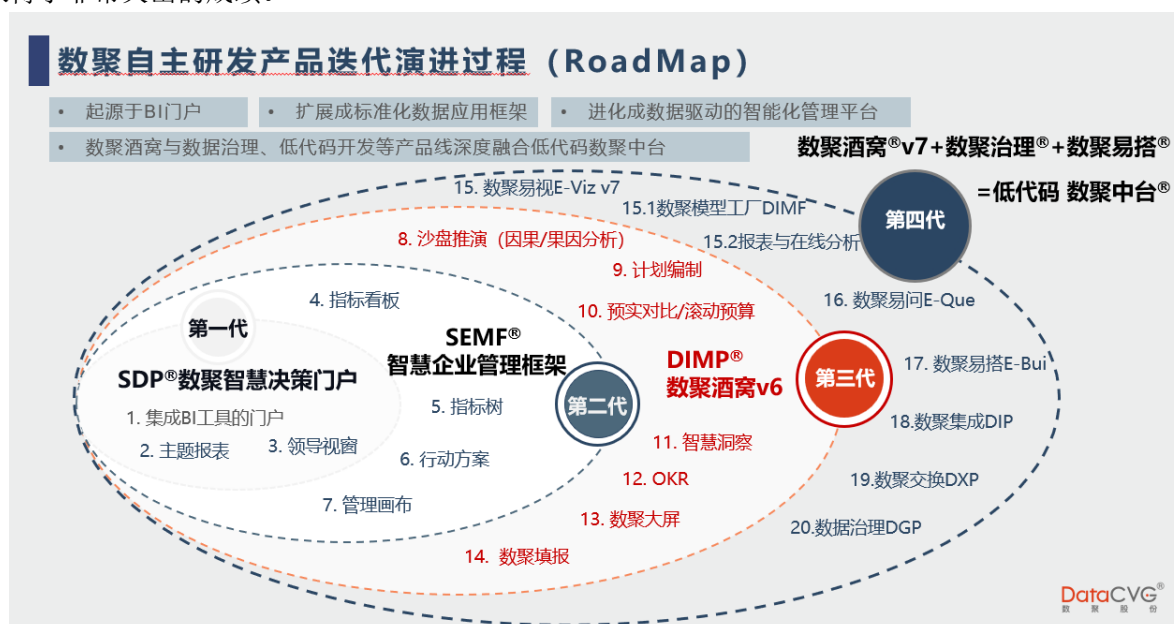 数聚自主研发产品迭代演进过程（RoadMap）
• 起源于BI门户
• 扩展成标准化数据应用框架
• 进化成数据驱动的智能化管理平台
• 数聚酒窝与数据治理、低代码开发等产品线深度融合低代码数聚中台
数聚酒窝®v7+数聚治理®+数聚易搭®
=低代码 数聚中台®
15. 数聚易视E-Viz v7
15.1数聚模型工厂DIMF
15.2报表与在线分析
第四代
8. 沙盘推演（因果/果因分析）
9. 计划编制
10. 预实对比/滚动预算
16. 数聚易问E-Que
4. 指标看板
第一代
SEMF®
智慧企业管理框架
DIMP®
数聚酒窝v6
第三代
17. 数聚易搭E-Bui
SDP®数聚智慧决策门户
第二代
1. 集成BI工具的门户
2. 主题报表
3. 领导视窗
5. 指标树
6. 行动方案
7. 管理画布
11. 智慧洞察
12. OKR
13. 数聚大屏
14. 数聚填报
18.数聚集成DIP
19.数聚交换DXP
20.数据治理DGP
DataCVG®
数聚股份